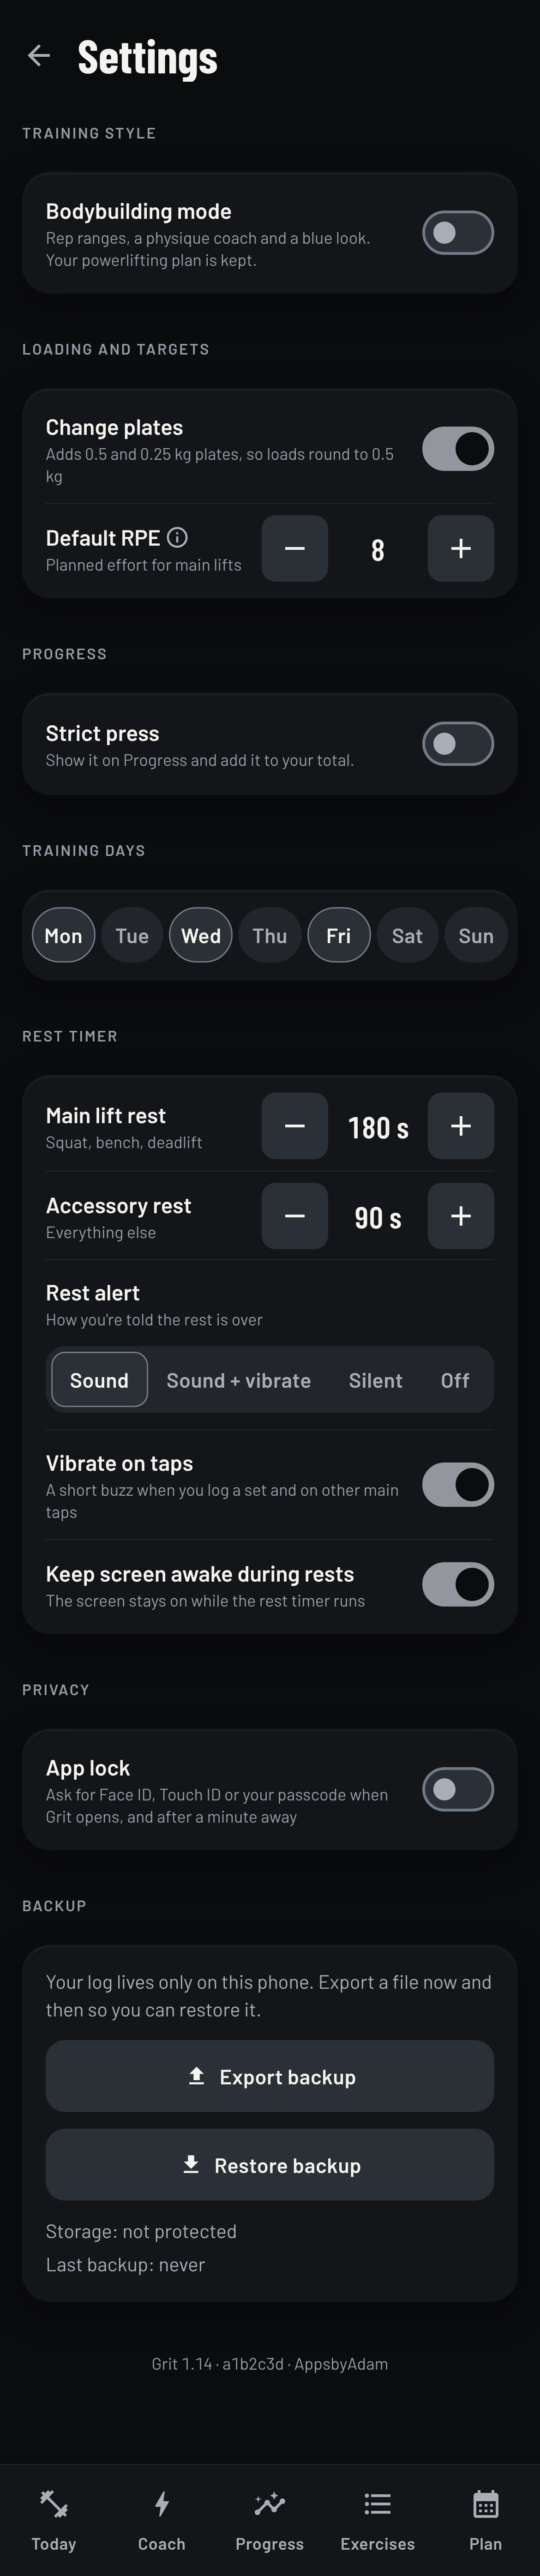 Settings
TRAINING STYLE
Bodybuilding mode
Rep ranges, a physique coach and a blue look.
Your powerlifting plan is kept.
LOADING AND TARGETS
Change plates
Adds 0.5 and 0.25 kg plates, so loads round to 0.5
kg
Default RPE
Planned effort for main lifts
− 8 +
PROGRESS
Strict press
Show it on Progress and add it to your total.
TRAINING DAYS
Mon Tue Wed Thu Fri Sat Sun
REST TIMER
Main lift rest
Squat, bench, deadlift
− 180 s +
Accessory rest
Everything else
− 90 s +
Rest alert
How you're told the rest is over
Sound Sound + vibrate Silent Off
Vibrate on taps
A short buzz when you log a set and on other main
taps
Keep screen awake during rests
The screen stays on while the rest timer runs
PRIVACY
App lock
Ask for Face ID, Touch ID or your passcode when
Grit opens, and after a minute away
BACKUP
Your log lives only on this phone. Export a file now and
then so you can restore it.
Export backup
Restore backup
Storage: not protected
Last backup: never
Grit 1.14 · a1b2c3d · AppsbyAdam
Today Coach Progress Exercises Plan